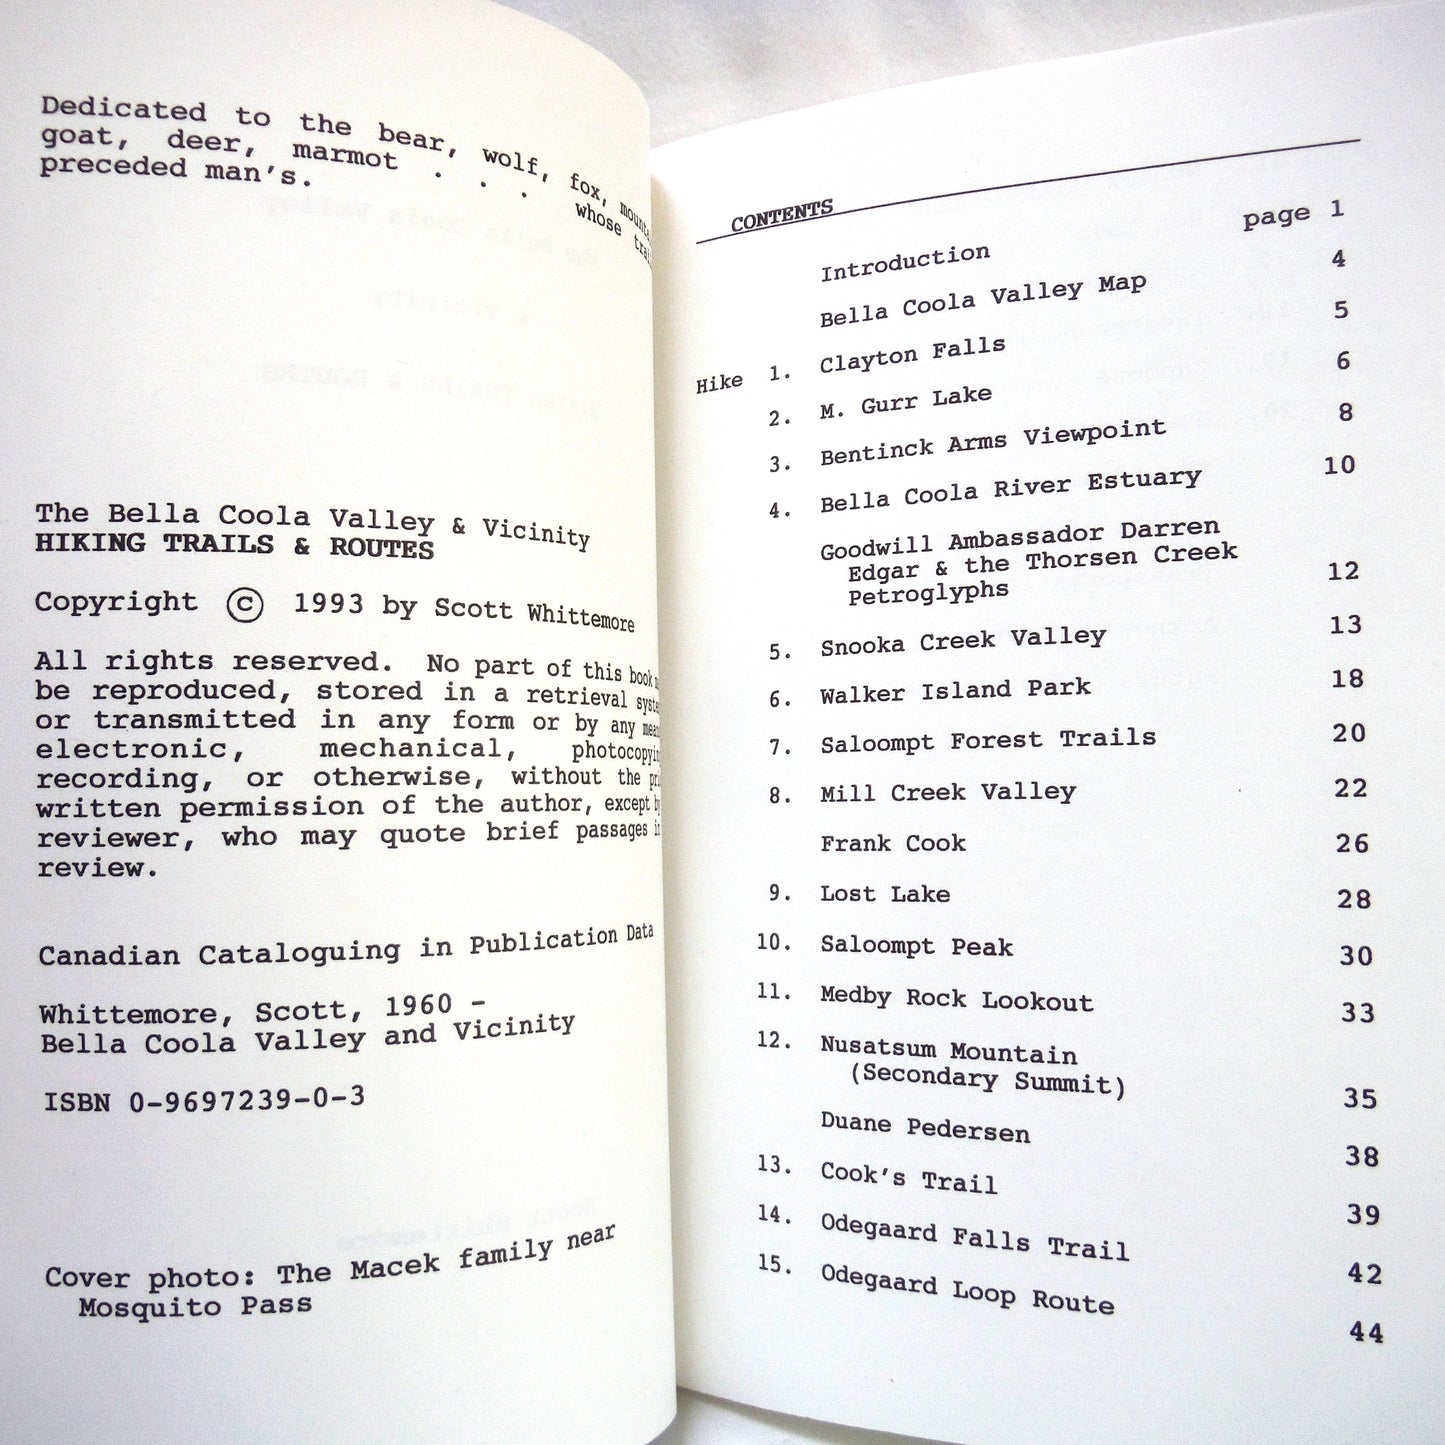 Dedicated to the bear, wolf, fox,
goat, deer, marmot . . . whose
preceded man's.
The Bella Coola Valley & Vicinity
HIKING TRAILS & ROUTES
Copyright © 1993 by Scott Whittemore
All rights reserved. No part of this book
be reproduced, stored in a retrieval
or transmitted in any form or by any
electronic, mechanical,
recording, or otherwise, without the
written permission of the author, except
reviewer, who may quote brief passages
review.
Canadian Cataloguing in Publication Data
Whittemore, Scott, 1960 -
Bella Coola Valley and Vicinity
ISBN 0-9697239-0-3
Cover photo: The Macek family near
Mosquito Pass
CONTENTS
Introduction page 1
Bella Coola Valley Map 4
Hike 1. Clayton Falls 5
2. M. Gurr Lake 6
3. Bentinck Arms Viewpoint 8
4. Bella Coola River Estuary 10
Goodwill Ambassador Darren
Edgar & the Thorsen Creek
Petroglyphs 12
5. Snooka Creek Valley 13
6. Walker Island Park 18
7. Saloompt Forest Trails 20
8. Mill Creek Valley 22
Frank Cook 26
9. Lost Lake 28
10. Saloompt Peak 30
11. Medby Rock Lookout 33
12. Nusatsum Mountain
(Secondary Summit) 35
Duane Pedersen 38
13. Cook's Trail 39
14. Odegaard Falls Trail 42
15. Odegaard Loop Route 44